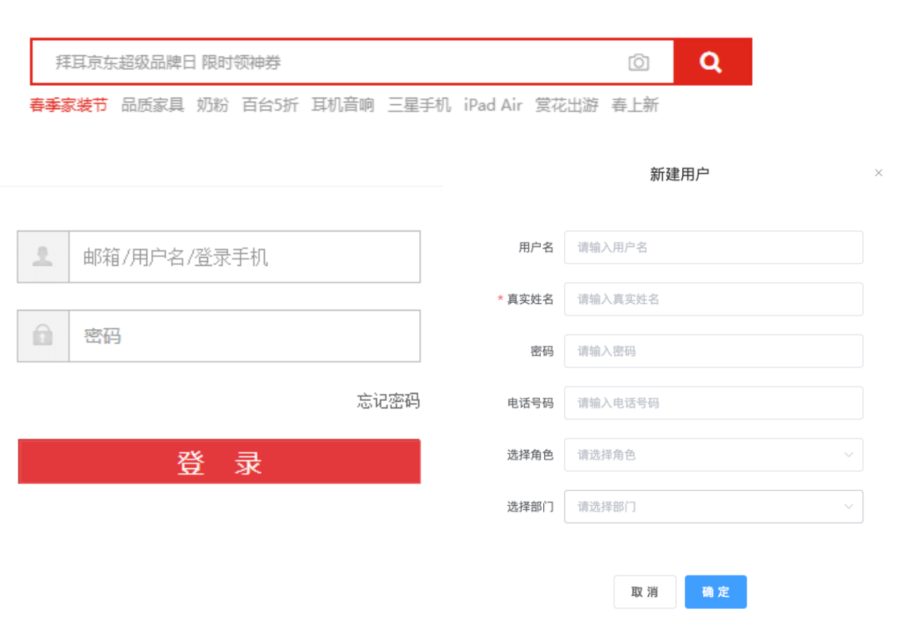 拜耳京东超级品牌日 限时领神券
春季家装节 品质家具 奶粉 百台5折 耳机音响 三星手机 iPad Air 赏花出游 春上新
邮箱/用户名/登录手机
密码
忘记密码
登 录
新建用户
用户名 请输入用户名
* 真实姓名 请输入真实姓名
密码 请输入密码
电话号码 请输入电话号码
选择角色 请选择角色
选择部门 请选择部门
取 消 确 定